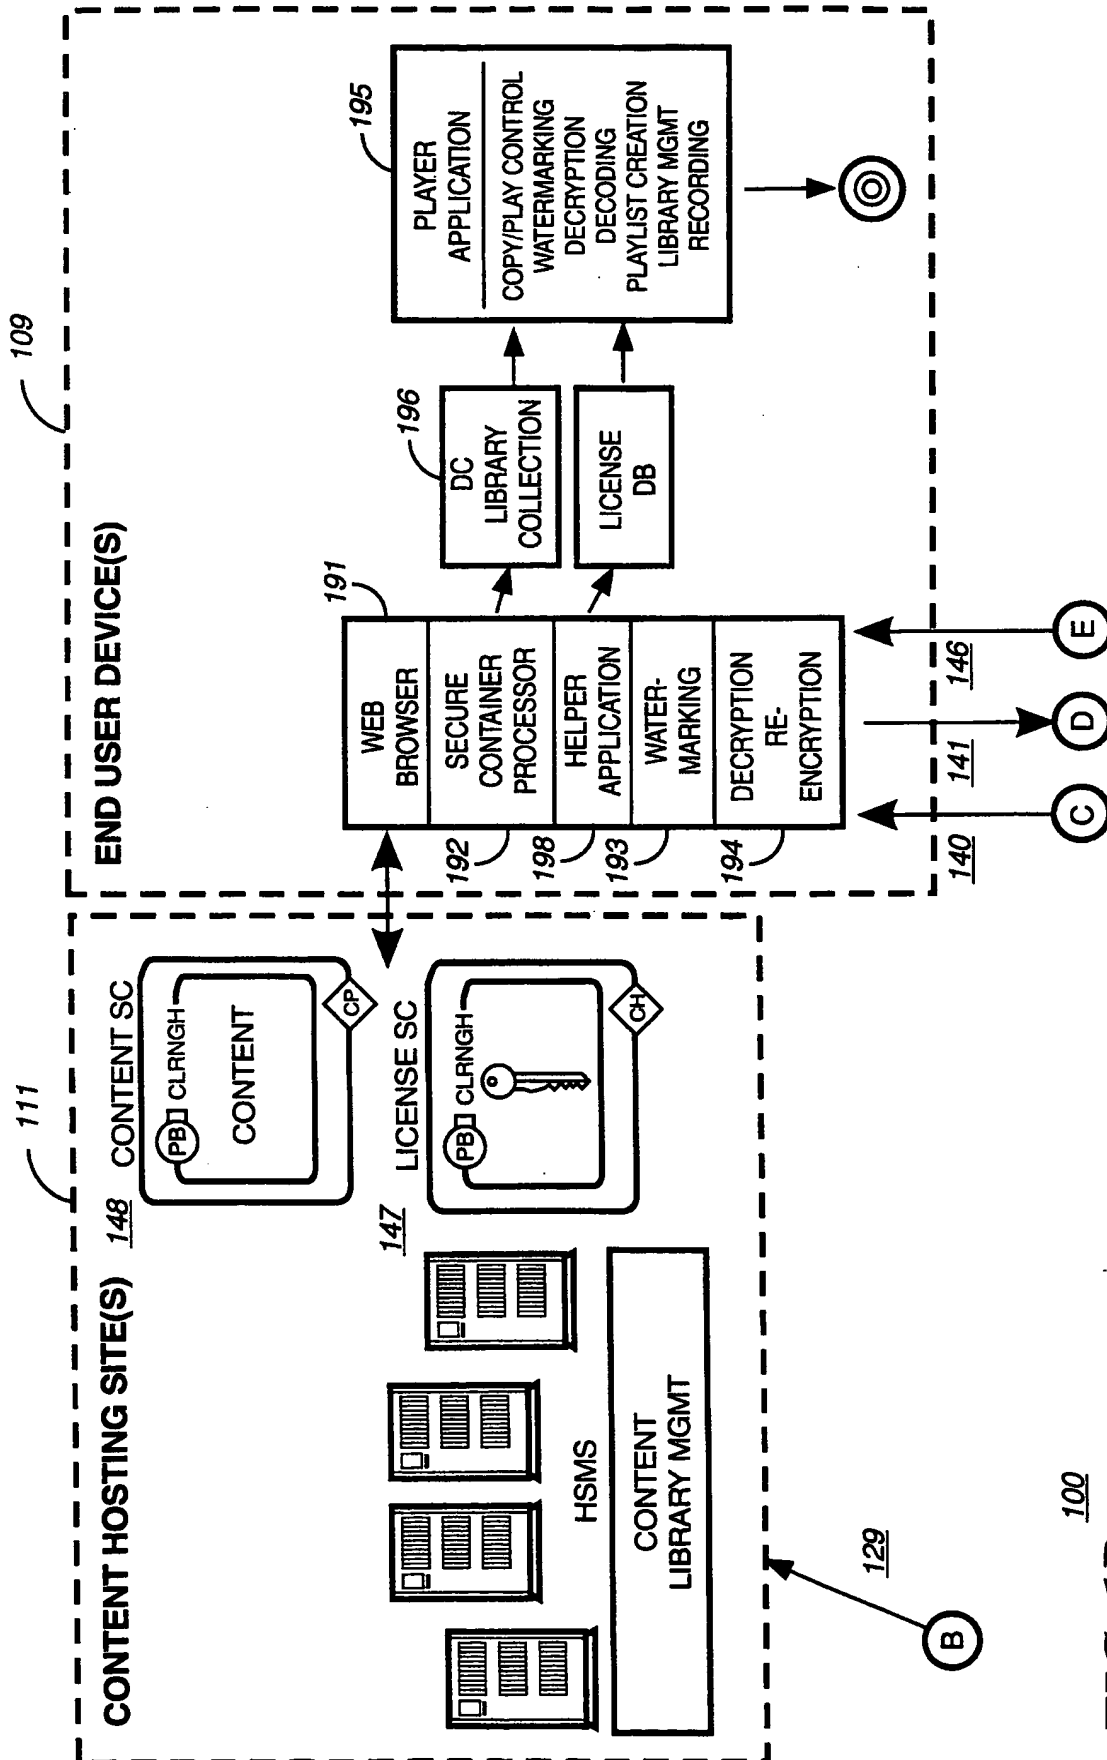 111
109
CONTENT HOSTING SITE(S)
148
CONTENT SC
PB
CLRNGH
CONTENT
CP
147
LICENSE SC
PB
CLRNGH
CH
HSMS
CONTENT
LIBRARY MGMT
B
129
END USER DEVICE(S)
191
WEB
BROWSER
192
SECURE
CONTAINER
PROCESSOR
198
HELPER
APPLICATION
193
WATER-
MARKING
194
DECRYPTION
RE-
ENCRYPTION
196
DC
LIBRARY
COLLECTION
LICENSE
DB
195
PLAYER
APPLICATION
COPY/PLAY CONTROL
WATERMARKING
DECRYPTION
DECODING
PLAYLIST CREATION
LIBRARY MGMT
RECORDING
140
141
146
C
D
E
100